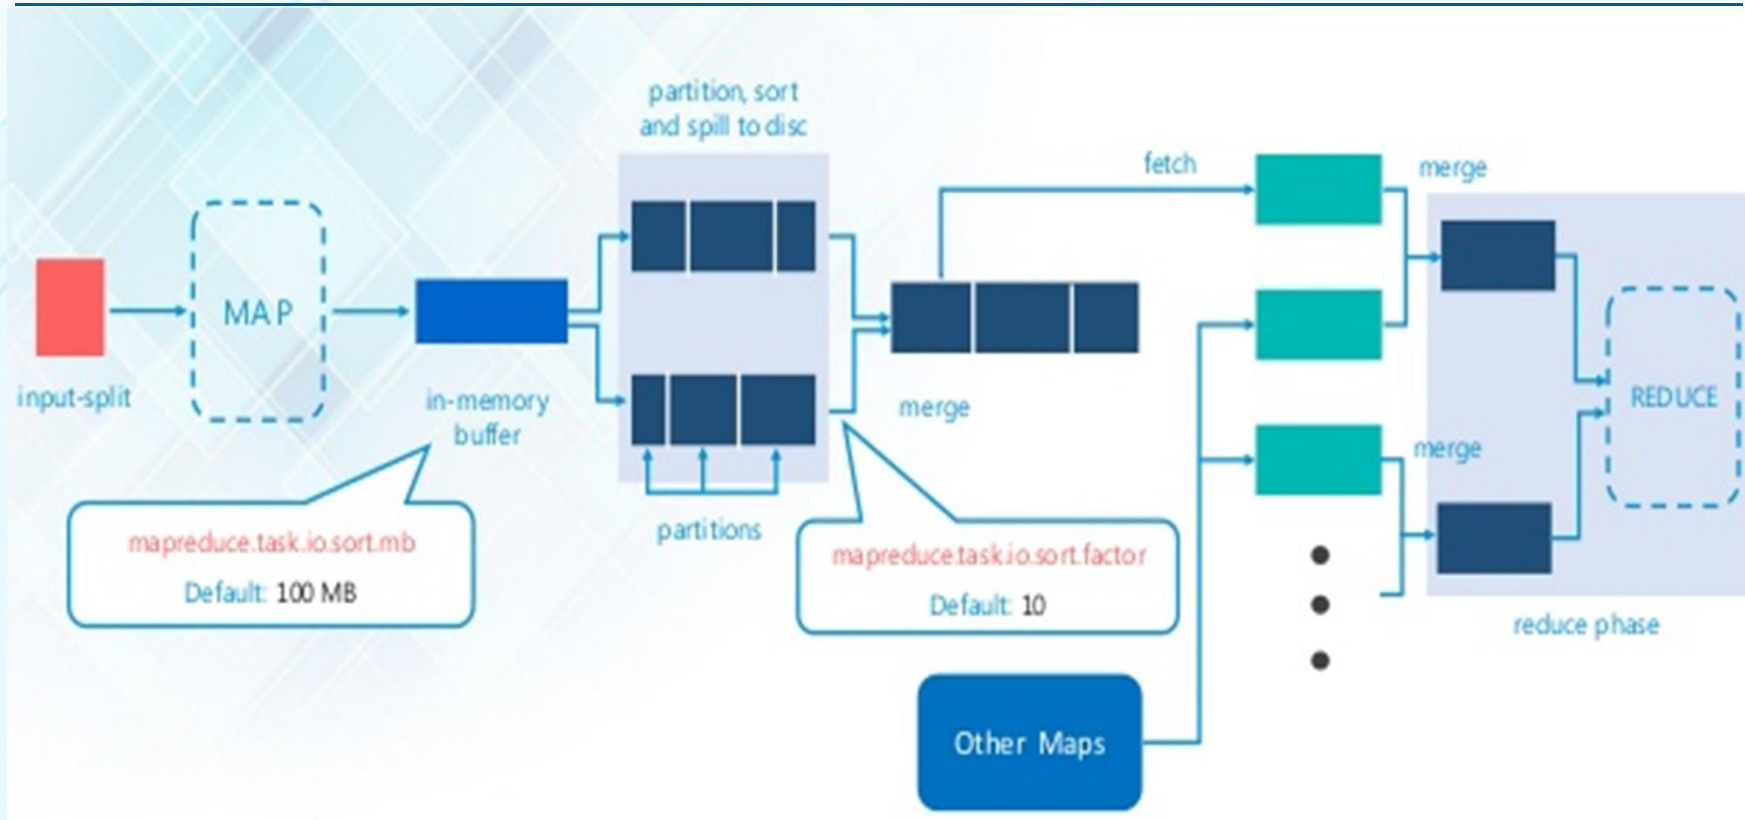 partition, sort
and spill to disc
fetch
merge
MAP
input-split
in-memory
buffer
merge
REDUCE
merge
mapreduce.task.io.sort.mb
Default: 100 MB
partitions
mapreduce.task.io.sort.factor
Default: 10
reduce phase
Other Maps